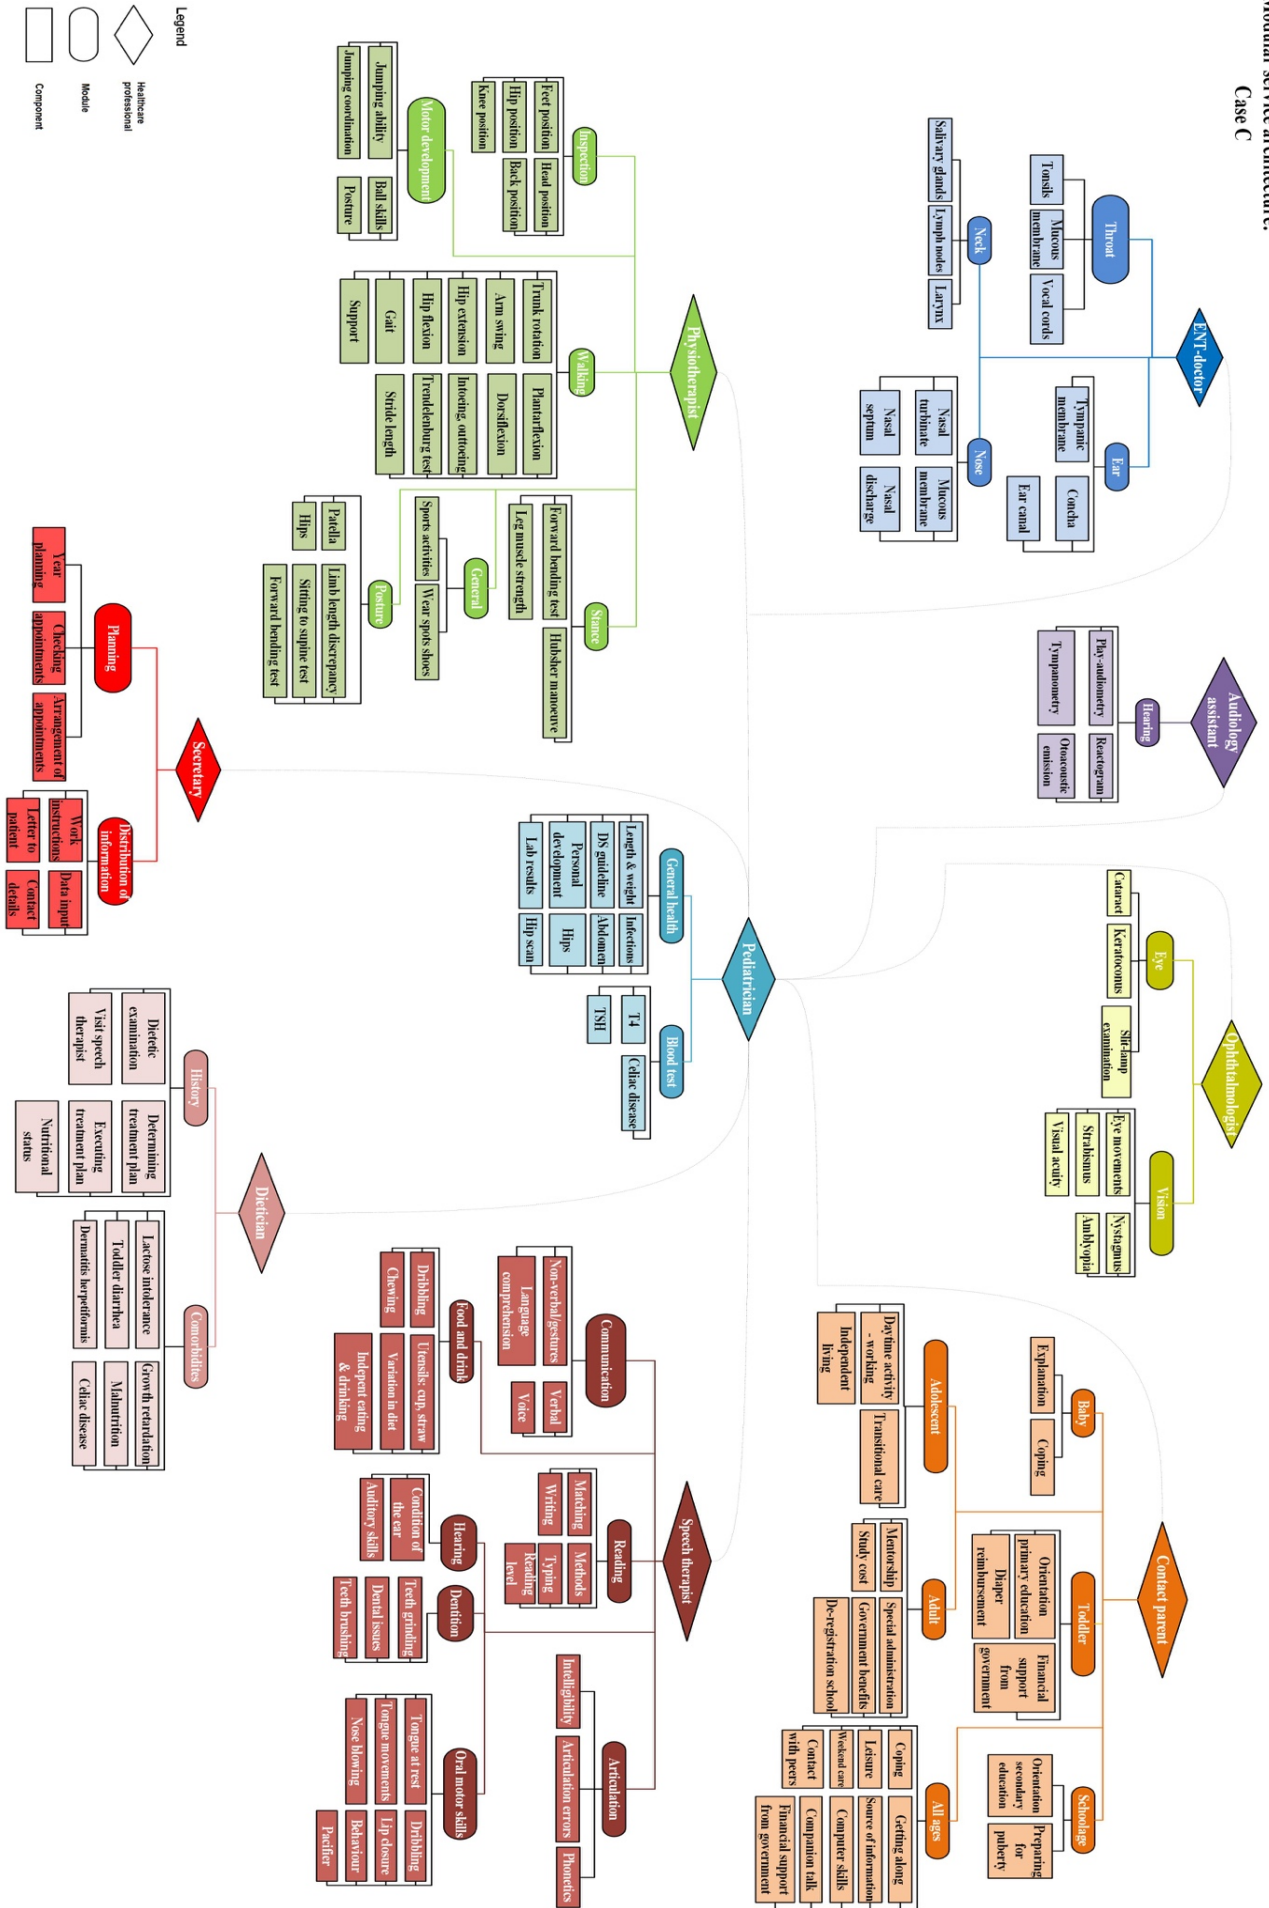 Modular service architecture:
Case C
ENT-doctor
Throat
Tonsils
Mucous
membrane
Vocal cords
Ear
Tympanic
membrane
Concha
Ear canal
Neck
Salivary glands
Lymph nodes
Larynx
Nose
Nasal
turbinate
Mucous
membrane
Nasal
septum
Nasal
discharge
Audiology
assistant
Hearing
Play-audiometry
Reactogram
Tympanometry
Otoacoustic
emission
Ophthtalmologist
Eye
Cataract
Keratoconus
Slit-lamp
examination
Vision
Eye movements
Nystagmus
Strabismus
Amblyopia
Visual acuity
Contact parent
Baby
Explanation
Coping
Toddler
Orientation
primary education
Financial
support
from
government
Diaper
reimbursement
Schoolage
Orientation
secondary
education
Preparing
for
puberty
Adolescent
Daytime activity
- working
Transitional care
Independent
living
Adult
Mentorship
Special administration
Study cost
Government benefits
De-registration school
All ages
Coping
Getting along
Leisure
Source of information
Weekend care
Computer skills
Contact
with peers
Companion talk
Financial support
from government
Physiotherapist
Inspection
Feet position
Head position
Hip position
Back position
Knee position
Motor development
Jumping ability
Ball skills
Jumping coordination
Posture
Walking
Trunk rotation
Plantarflexion
Arm swing
Dorsiflexion
Hip extension
Intoeing, outtoeing
Hip flexion
Trendelenburg test
Gait
Stride length
Support
Stance
Forward bending test
Hubsher manoeuve
Leg muscle strength
General
Sports activities
Wear spots shoes
Posture
Patella
Limb length discrepancy
Hips
Sitting to supine test
Forward bending test
Pediatrician
General health
Length & weight
Infections
DS guideline
Abdomen
Personal
development
Hips
Lab results
Hip scan
Blood test
T4
Celiac disease
TSH
Speech therapist
Communication
Non-verbal/gestures
Verbal
Language
comprehension
Voice
Reading
Matching
Methods
Writing
Typing
Reading
level
Articulation
Intelligibility
Articulation errors
Phonetics
Food and drink
Dribbling
Utensils: cup, straw
Chewing
Variation in diet
Indepent eating
& drinking
Hearing
Condition of
the ear
Auditory skills
Dentition
Teeth grinding
Dental issues
Teeth brushing
Oral motor skills
Tongue at rest
Dribbling
Tongue movements
Lip closure
Nose blowing
Behaviour
Pacifier
Secretary
Planning
Year
planning
Checking
appointments
Arrangement of
appointments
Distribution of
information
Work
instructions
Data input
Letter to
patient
Contact
details
Dietician
History
Dietetic
examination
Determining
treatment plan
Visit speech
therapist
Executing
treatment plan
Nutritional
status
Comorbidites
Lactose intolerance
Growth retardation
Toddler diarrhea
Malnutrition
Dermatitis herpetiformis
Celiac disease
Legend
Healthcare
professional
Module
Component